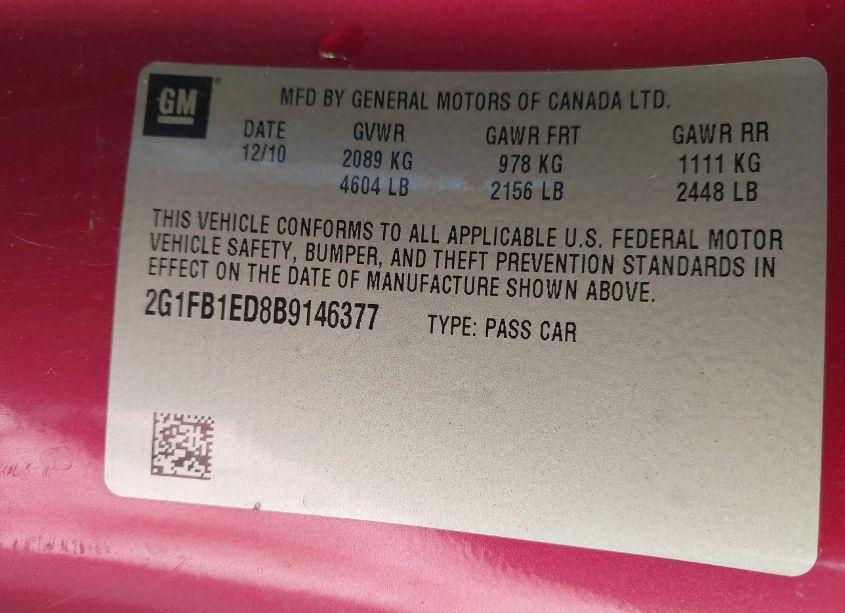 GM
MFD BY GENERAL MOTORS OF CANADA LTD.
DATE GVWR GAWR FRT GAWR RR
12/10 2089 KG 978 KG 1111 KG
4604 LB 2156 LB 2448 LB
THIS VEHICLE CONFORMS TO ALL APPLICABLE U.S. FEDERAL MOTOR
VEHICLE SAFETY, BUMPER, AND THEFT PREVENTION STANDARDS IN
EFFECT ON THE DATE OF MANUFACTURE SHOWN ABOVE.
2G1FB1ED8B9146377 TYPE: PASS CAR